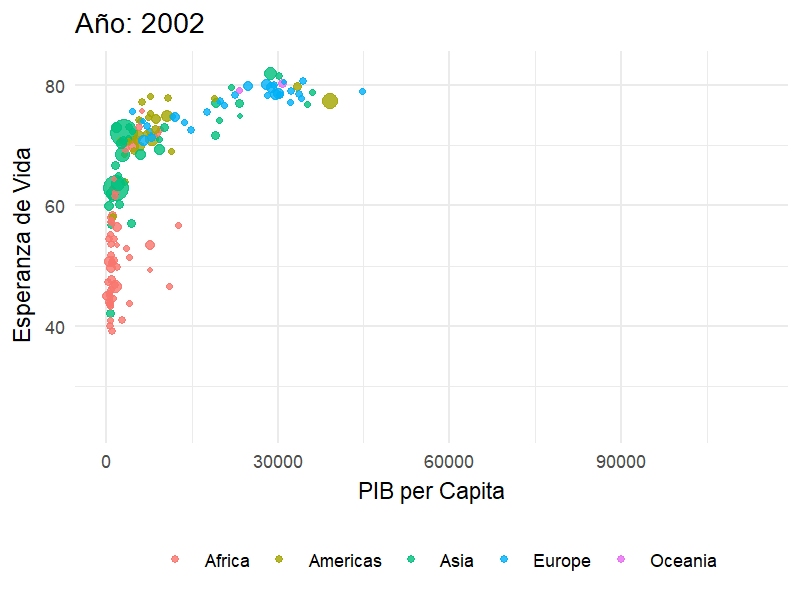 Año: 2002
Esperanza de Vida
80
60
40
0 30000 60000 90000
PIB per Capita
Africa Americas Asia Europe Oceania